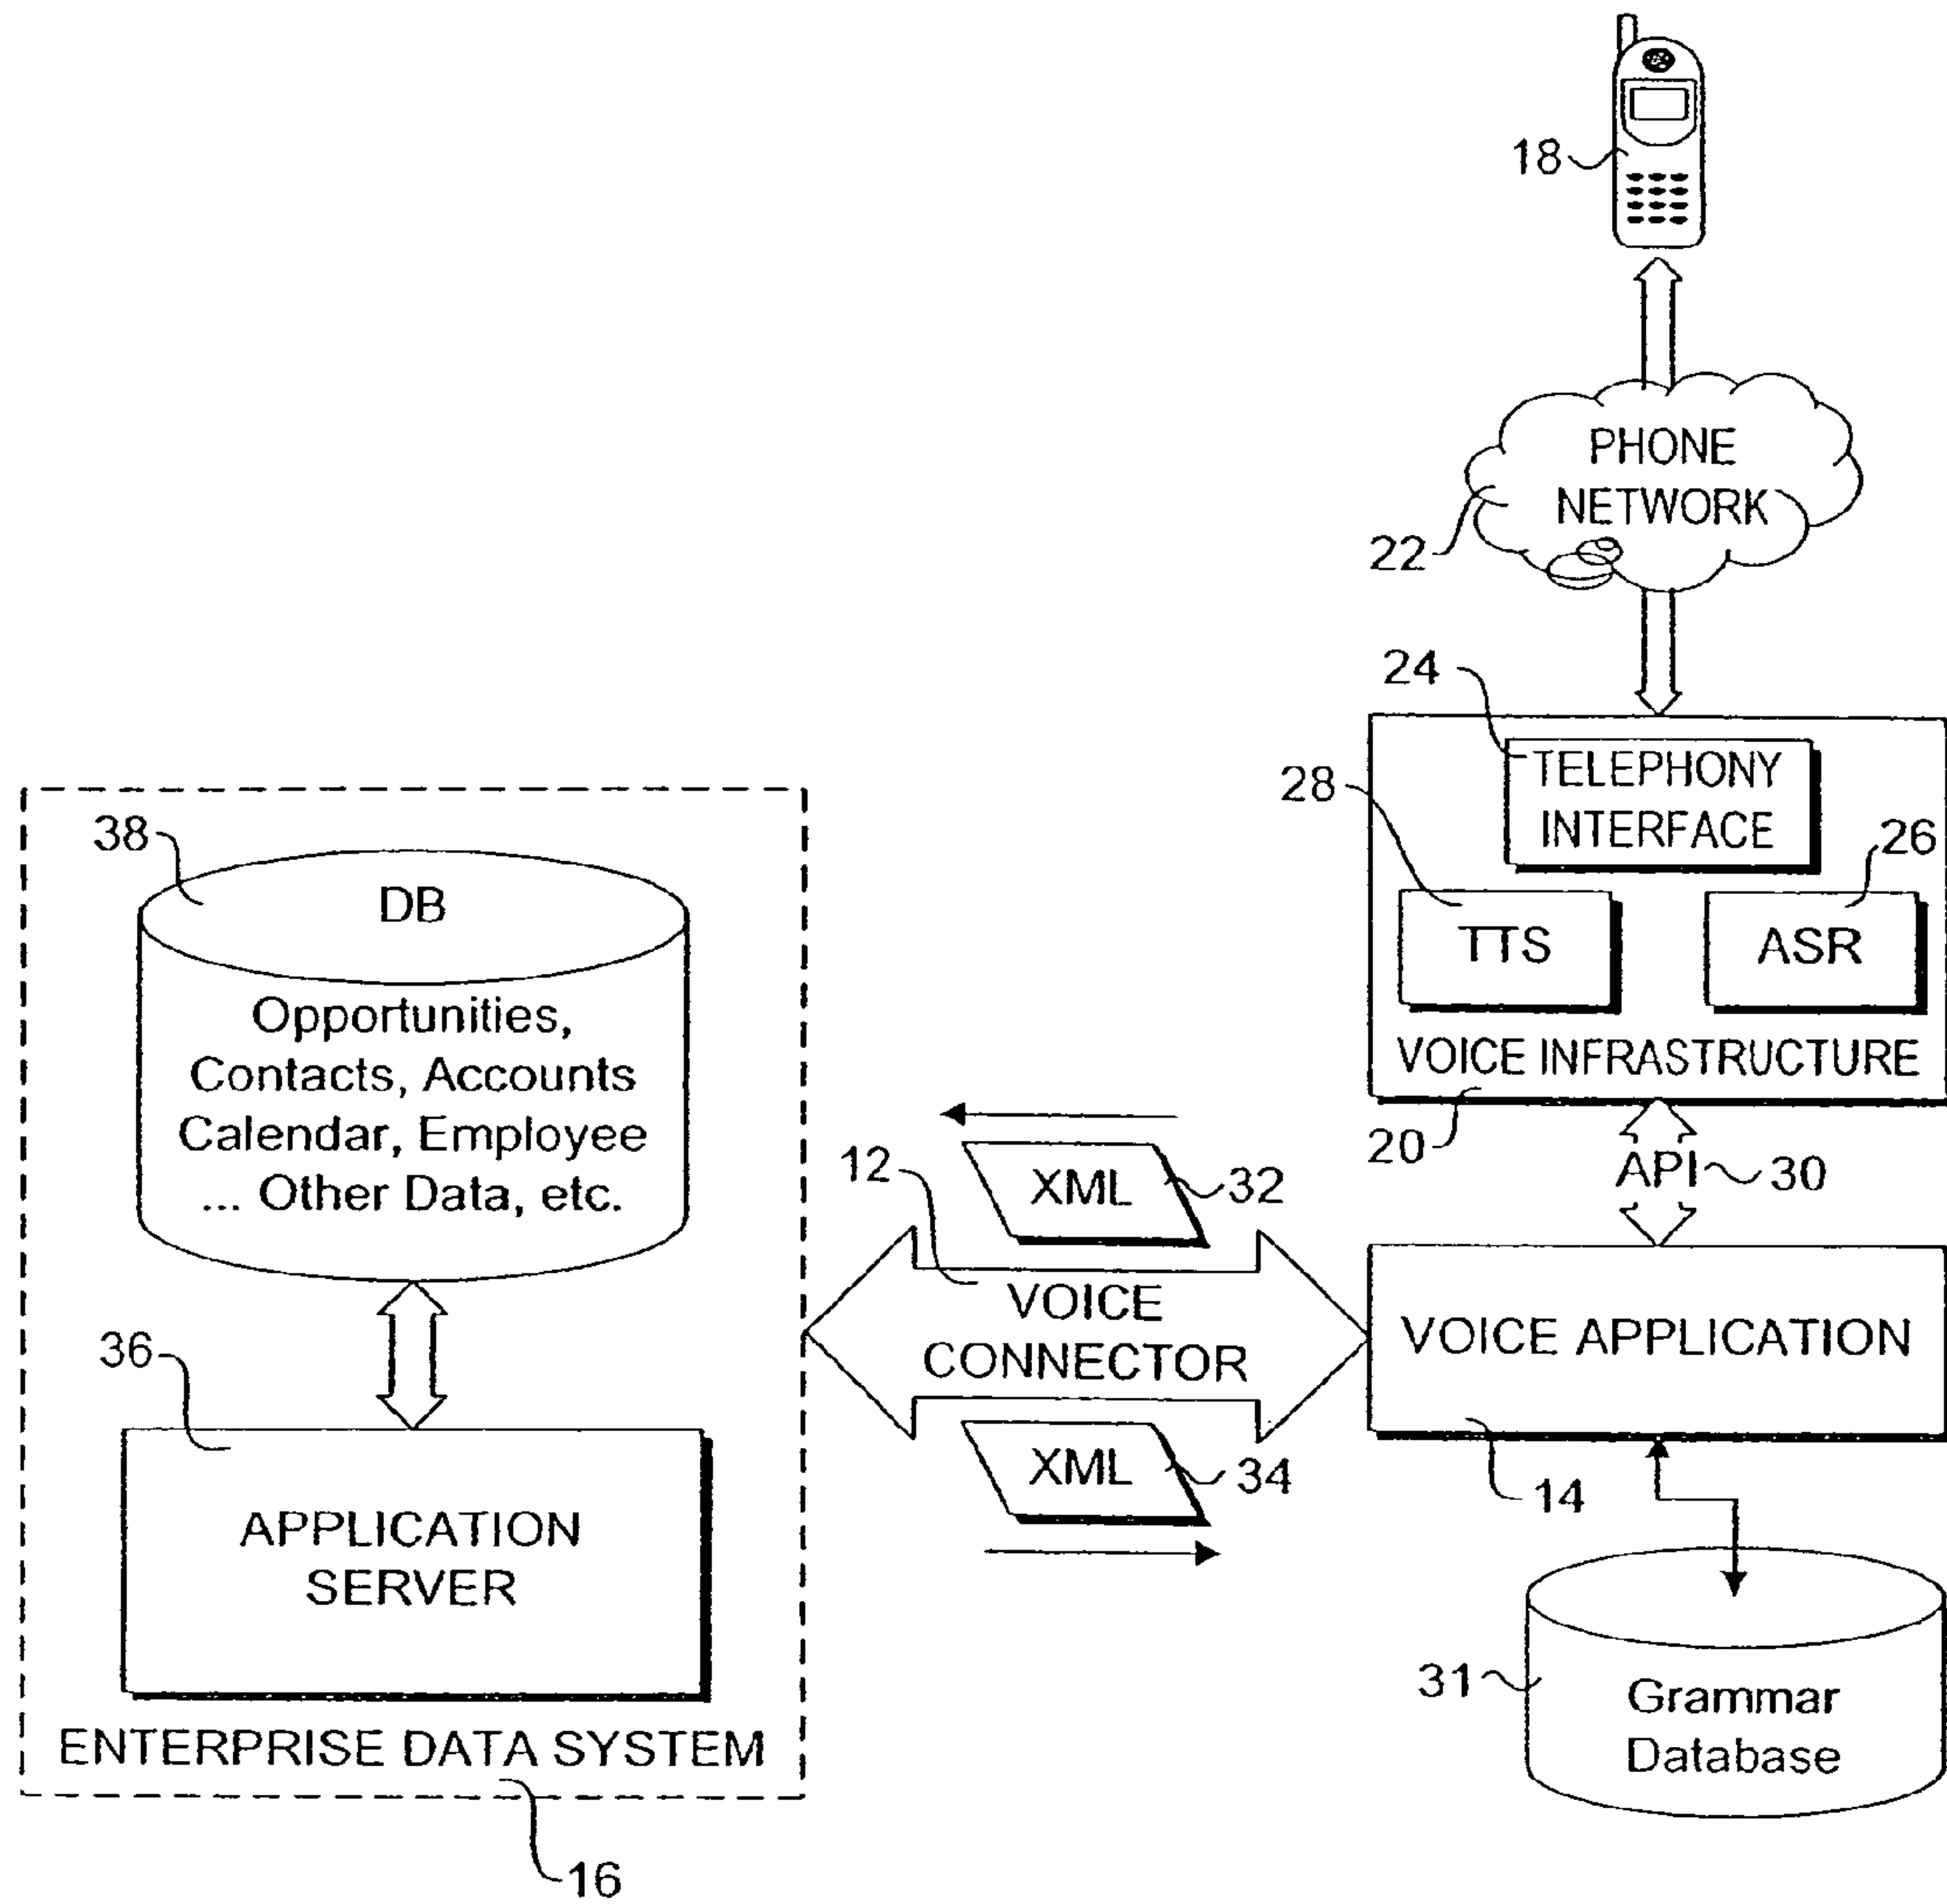 18
PHONE
NETWORK
22
24
TELEPHONY
INTERFACE
28
26
TTS
ASR
VOICE INFRASTRUCTURE
20
API
30
38
DB
Opportunities,
Contacts, Accounts
Calendar, Employee
... Other Data, etc.
12
XML
32
VOICE
CONNECTOR
VOICE APPLICATION
36
XML
34
14
APPLICATION
SERVER
31
Grammar
Database
ENTERPRISE DATA SYSTEM
16